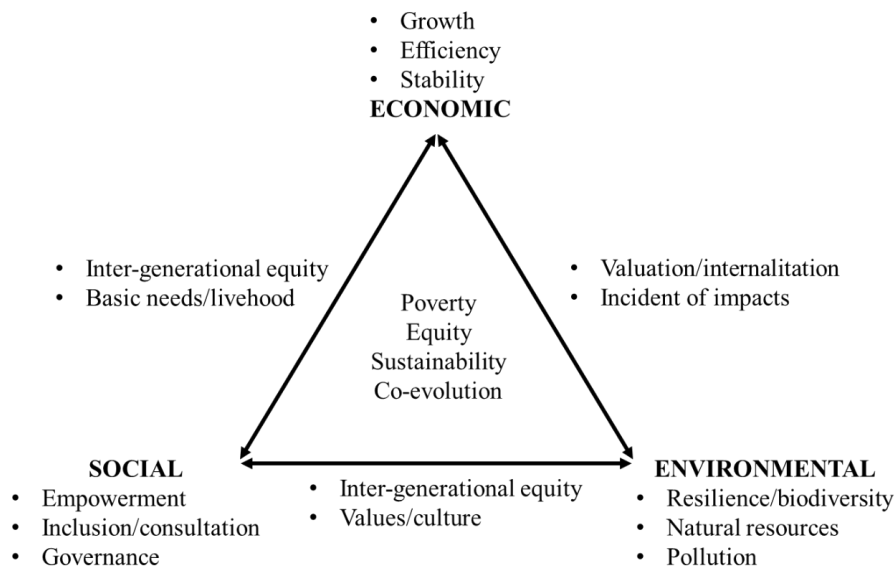 • Growth
• Efficiency
• Stability
ECONOMIC
• Inter-generational equity
• Basic needs/livehood
• Valuation/internalitation
• Incident of impacts
Poverty
Equity
Sustainability
Co-evolution
SOCIAL
• Empowerment
• Inclusion/consultation
• Governance
• Inter-generational equity
• Values/culture
ENVIRONMENTAL
• Resilience/biodiversity
• Natural resources
• Pollution